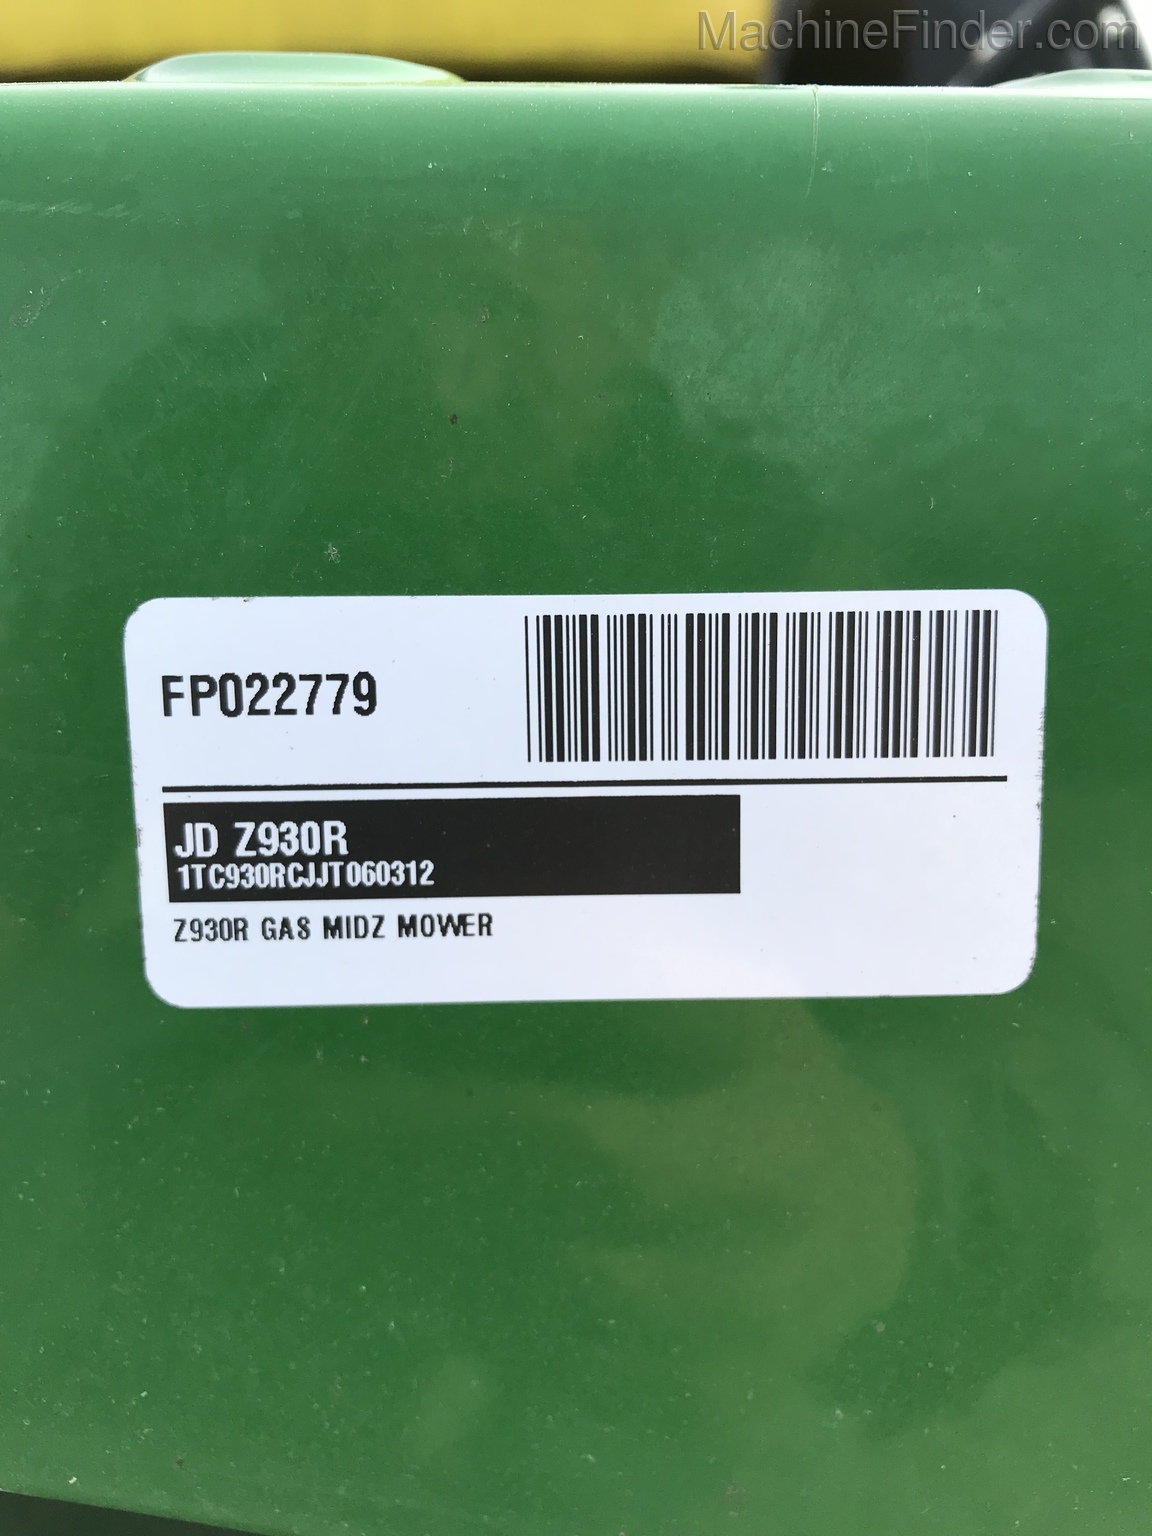 MachineFinder.com
FP022779
JD Z930R
1TC930RCJJT060312
Z930R GAS MIDZ MOWER